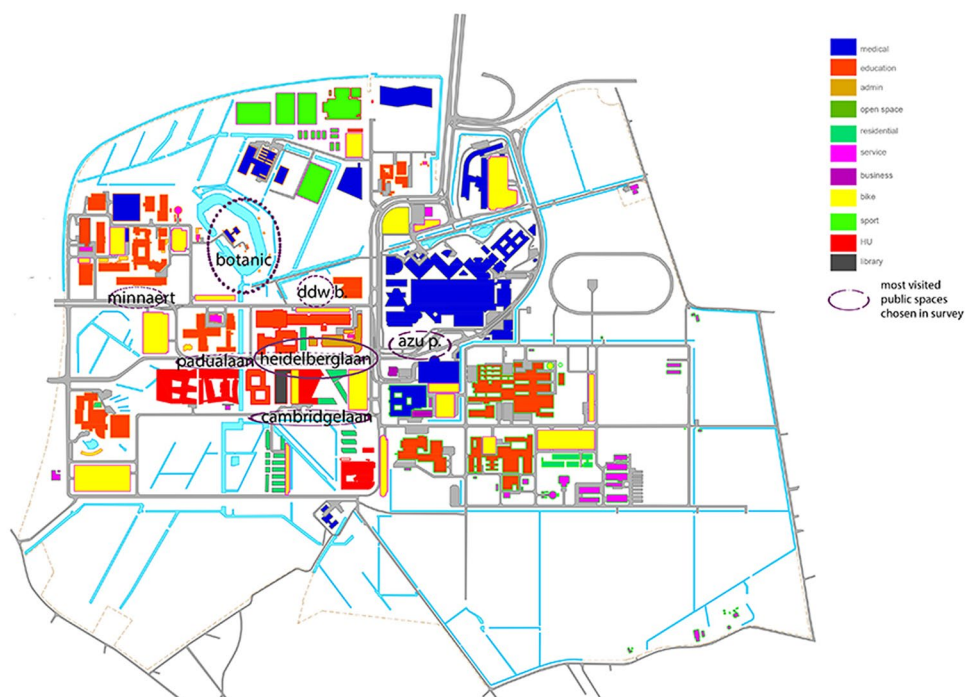 medical
education
admin
open space
residential
service
business
bike
sport
HU
library
most visited
public spaces
chosen in survey
botanic
minnaert
ddw b.
azu p.
padualaan
heidelberglaan
cambridgelaan